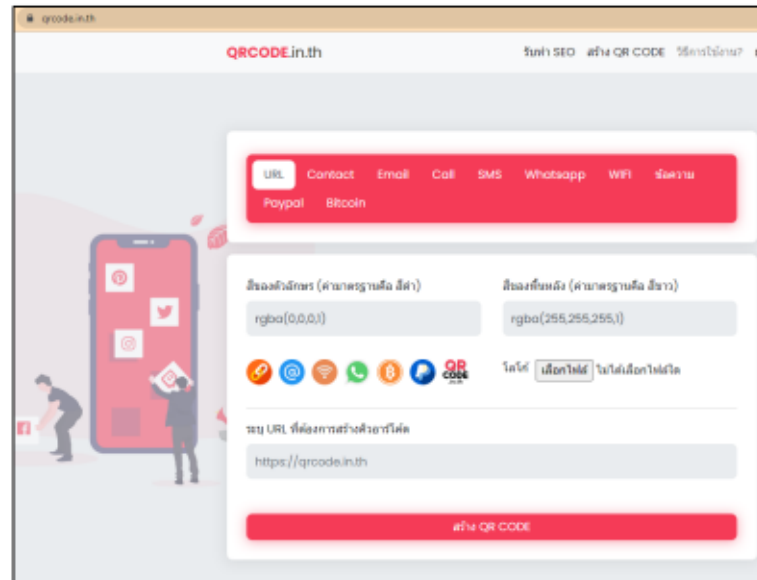 qrcode.in.th
QRCODE.in.th รับทำ SEO สร้าง QR CODE วิธีการใช้งาน?
URL Contact Email Call SMS Whatsapp WIFI ข้อความ
Paypal Bitcoin
สีของตัวอักษร (ค่ามาตรฐานคือ สีดำ) สีของพื้นหลัง (ค่ามาตรฐานคือ สีขาว)
rgba(0,0,0,1) rgba(255,255,255,1)
QR CODE in.th โลโก้ เลือกไฟล์ ไม่ได้เลือกไฟล์ใด
ระบุ URL ที่ต้องการสร้างคิวอาร์โค้ด
https://qrcode.in.th
สร้าง QR CODE